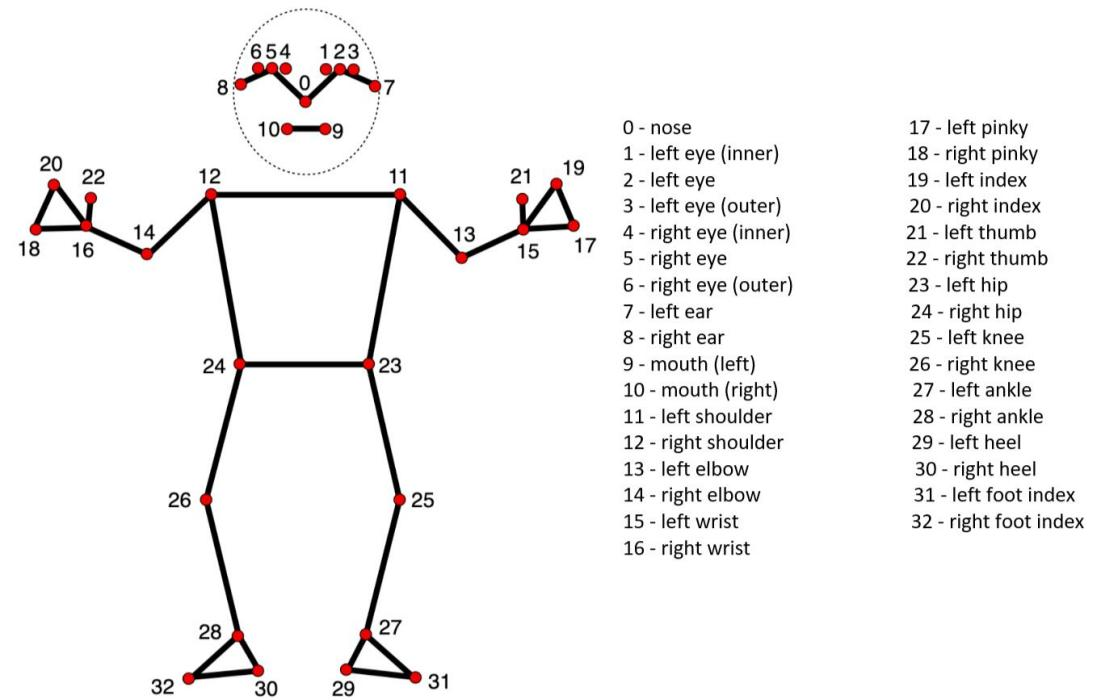 654
123
8
0
7
10
9
20
22
12
11
21
19
18
16
14
13
15
17
24
23
26
25
28
27
32
30
29
31
0 - nose
1 - left eye (inner)
2 - left eye
3 - left eye (outer)
4 - right eye (inner)
5 - right eye
6 - right eye (outer)
7 - left ear
8 - right ear
9 - mouth (left)
10 - mouth (right)
11 - left shoulder
12 - right shoulder
13 - left elbow
14 - right elbow
15 - left wrist
16 - right wrist
17 - left pinky
18 - right pinky
19 - left index
20 - right index
21 - left thumb
22 - right thumb
23 - left hip
24 - right hip
25 - left knee
26 - right knee
27 - left ankle
28 - right ankle
29 - left heel
30 - right heel
31 - left foot index
32 - right foot index